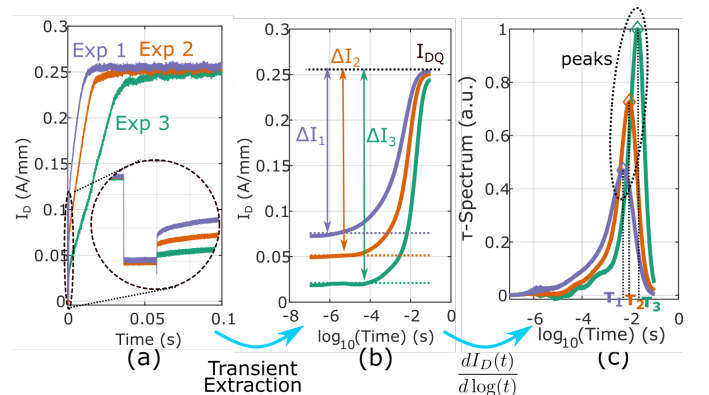 Exp 1 Exp 2
Exp 3
0.3
0.25
0.2
0.15
0.1
0.05
0
I_D (A/mm)
0 0.05 0.1
Time (s)
(a)
Transient
Extraction
0.3
0.25
0.2
0.15
0.1
0.05
0
I_D (A/mm)
I_DQ
ΔI_1
ΔI_2
ΔI_3
-8 -6 -4 -2 0
log_10(Time) (s)
(b)
dI_D(t)
d log(t)
1
0.8
0.6
0.4
0.2
0
τ-Spectrum (a.u.)
peaks
τ_1 τ_2 τ_3
-6 -4 -2 0
log_10(Time) (s)
(c)